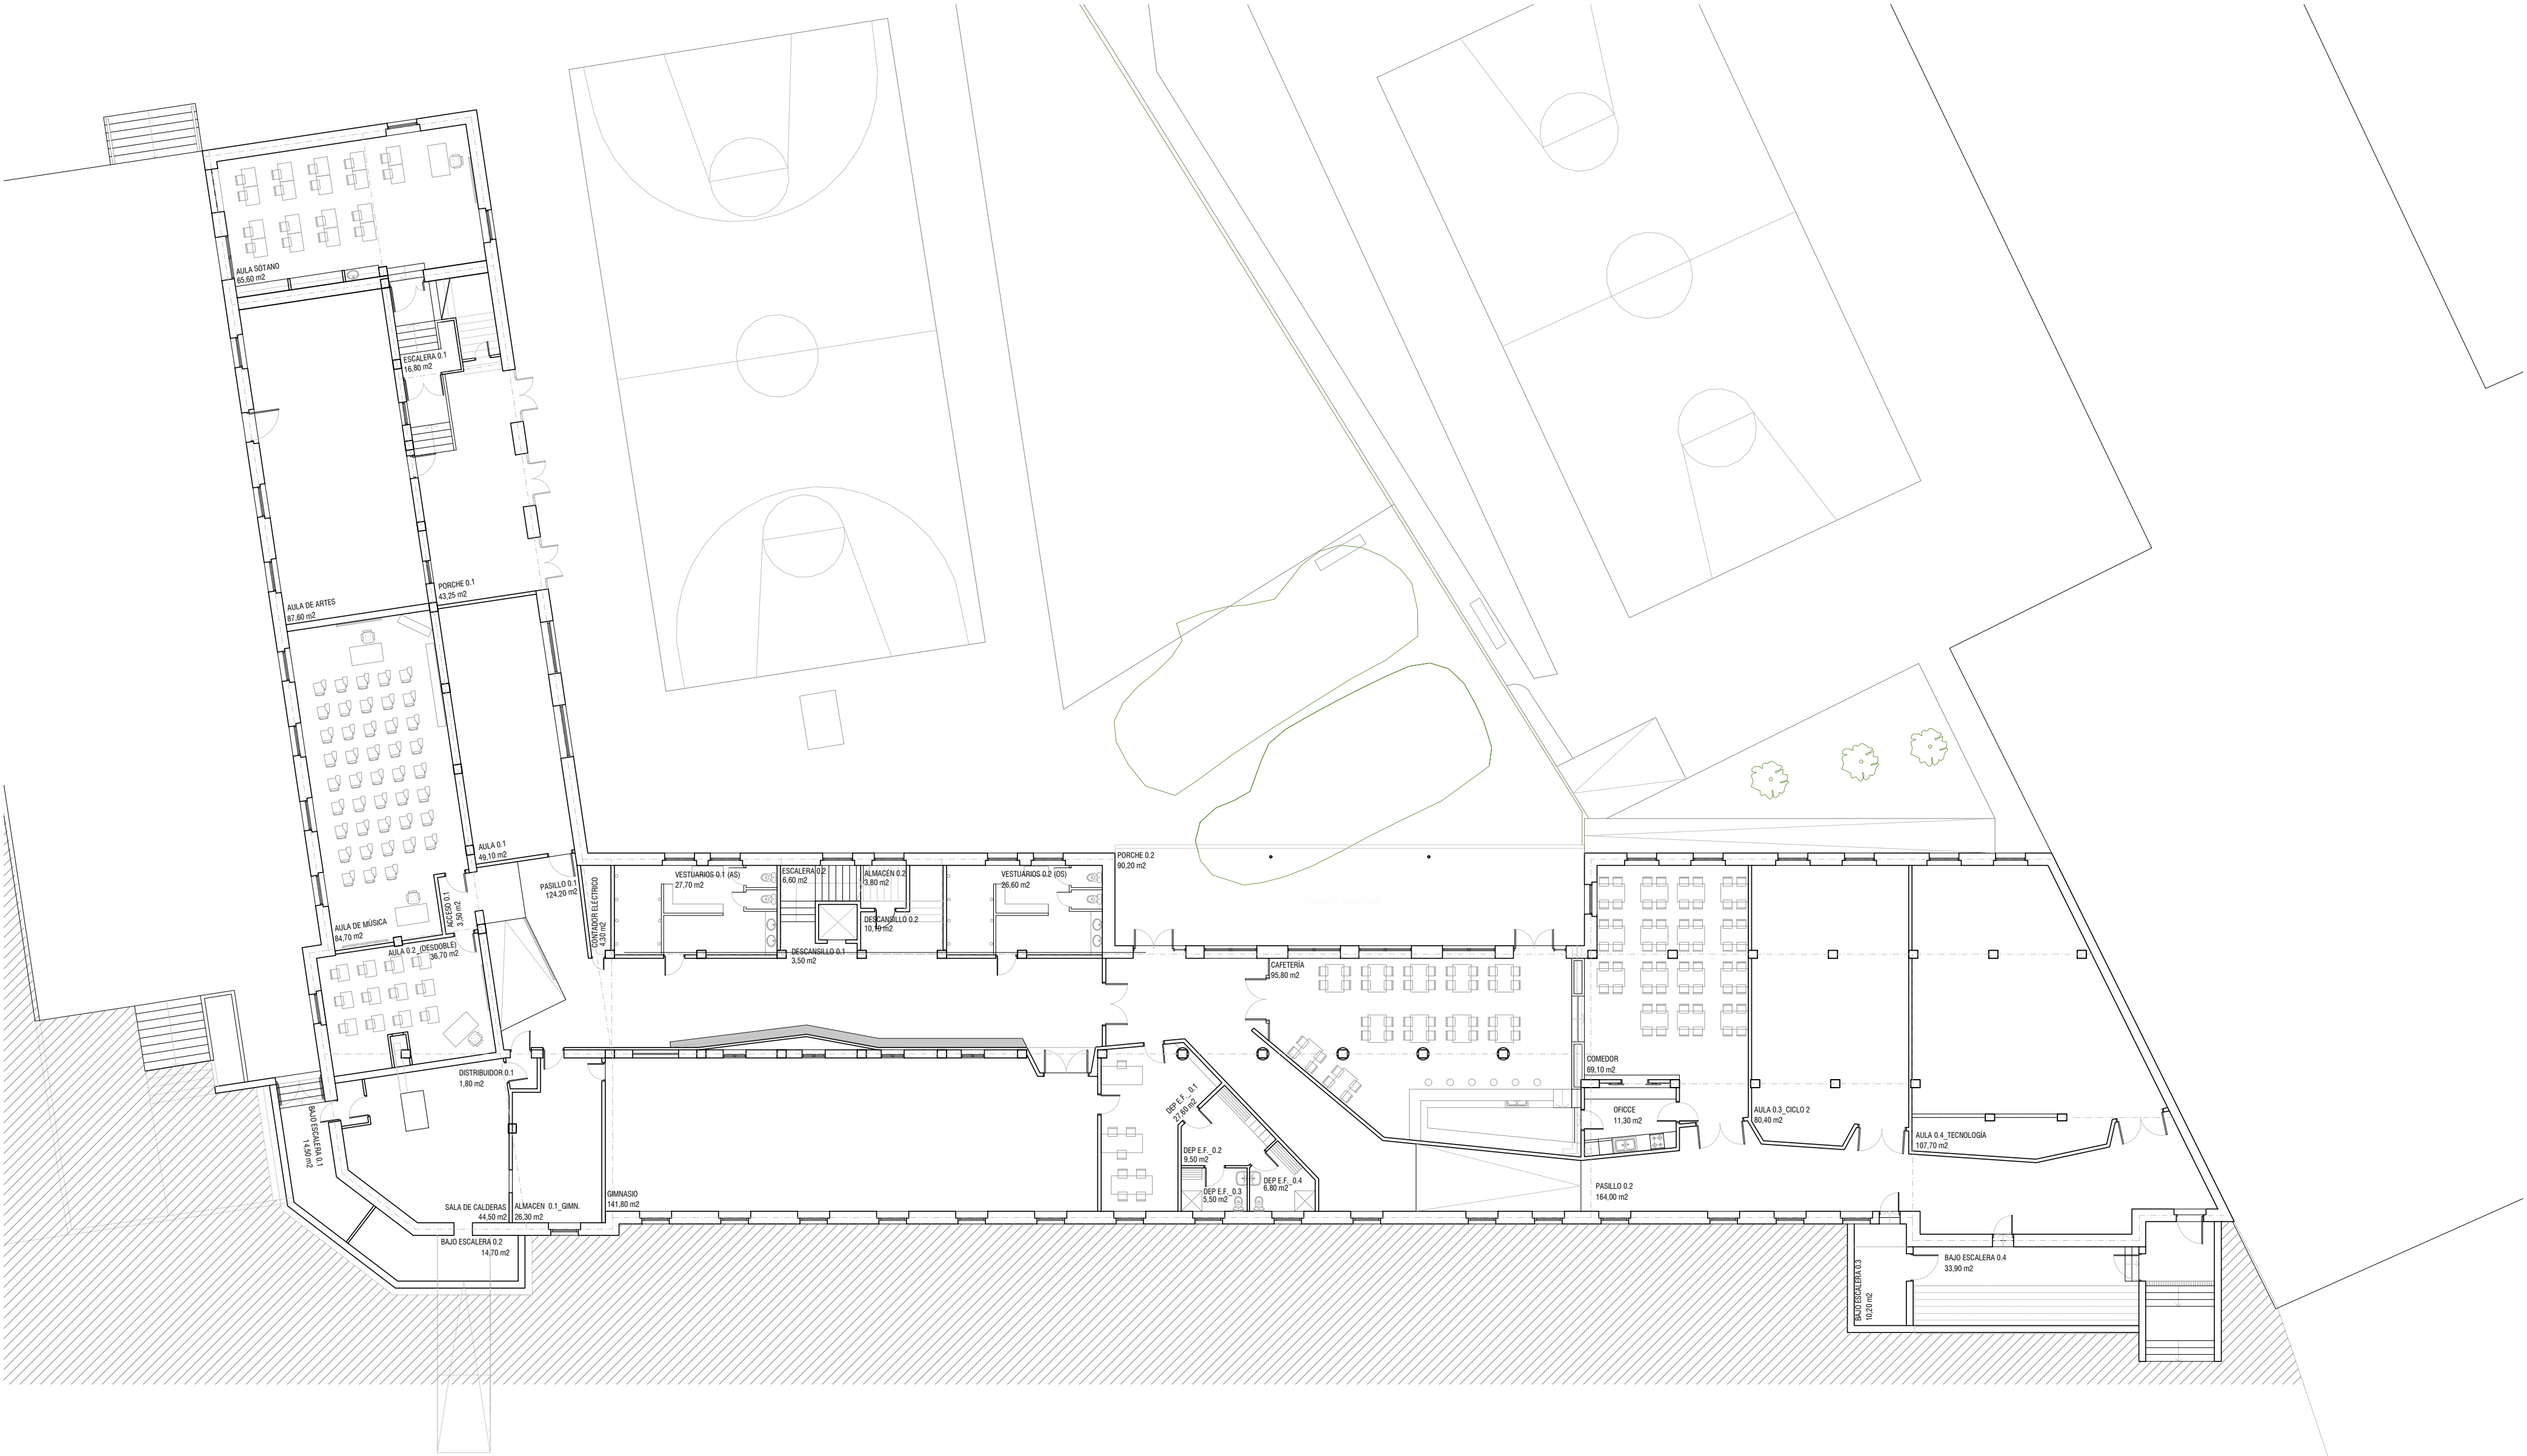 AULA SÓTANO
65,60 m2
ESCALERA 0.1
16,80 m2
AULA DE ARTES
87,60 m2
PORCHE 0.1
43,25 m2
AULA 0.1
49,10 m2
AULA DE MÚSICA
84,70 m2
ACCESO 0.1
3,50 m2
PASILLO 0.1
124,20 m2
AULA 0.2_(DESDOBLE)
36,70 m2
CONTADOR ELÉCTRICO
4,30 m2
VESTUARIOS 0.1 (AS)
27,70 m2
ESCALERA 0.2
6,60 m2
ALMACÉN 0.2
3,80 m2
DESCANSILLO 0.2
10,10 m2
DESCANSILLO 0.1
3,50 m2
VESTUARIOS 0.2 (OS)
26,60 m2
PORCHE 0.2
90,20 m2
CAFETERÍA
95,80 m2
COMEDOR
69,10 m2
OFICCE
11,30 m2
AULA 0.3_CICLO 2
80,40 m2
AULA 0.4_TECNOLOGÍA
107,70 m2
PASILLO 0.2
164,00 m2
DISTRIBUIDOR 0.1
1,80 m2
BAJO ESCALERA 0.1
14,50 m2
SALA DE CALDERAS
44,50 m2
ALMACEN 0.1_GIMN.
26,30 m2
GIMNASIO
141,80 m2
DEP E.F._ 0.1
27,60 m2
DEP E.F._ 0.2
9,50 m2
DEP E.F._ 0.3
5,50 m2
DEP E.F._ 0.4
6,80 m2
BAJO ESCALERA 0.2
14,70 m2
BAJO ESCALERA 0.3
10,20 m2
BAJO ESCALERA 0.4
33,90 m2